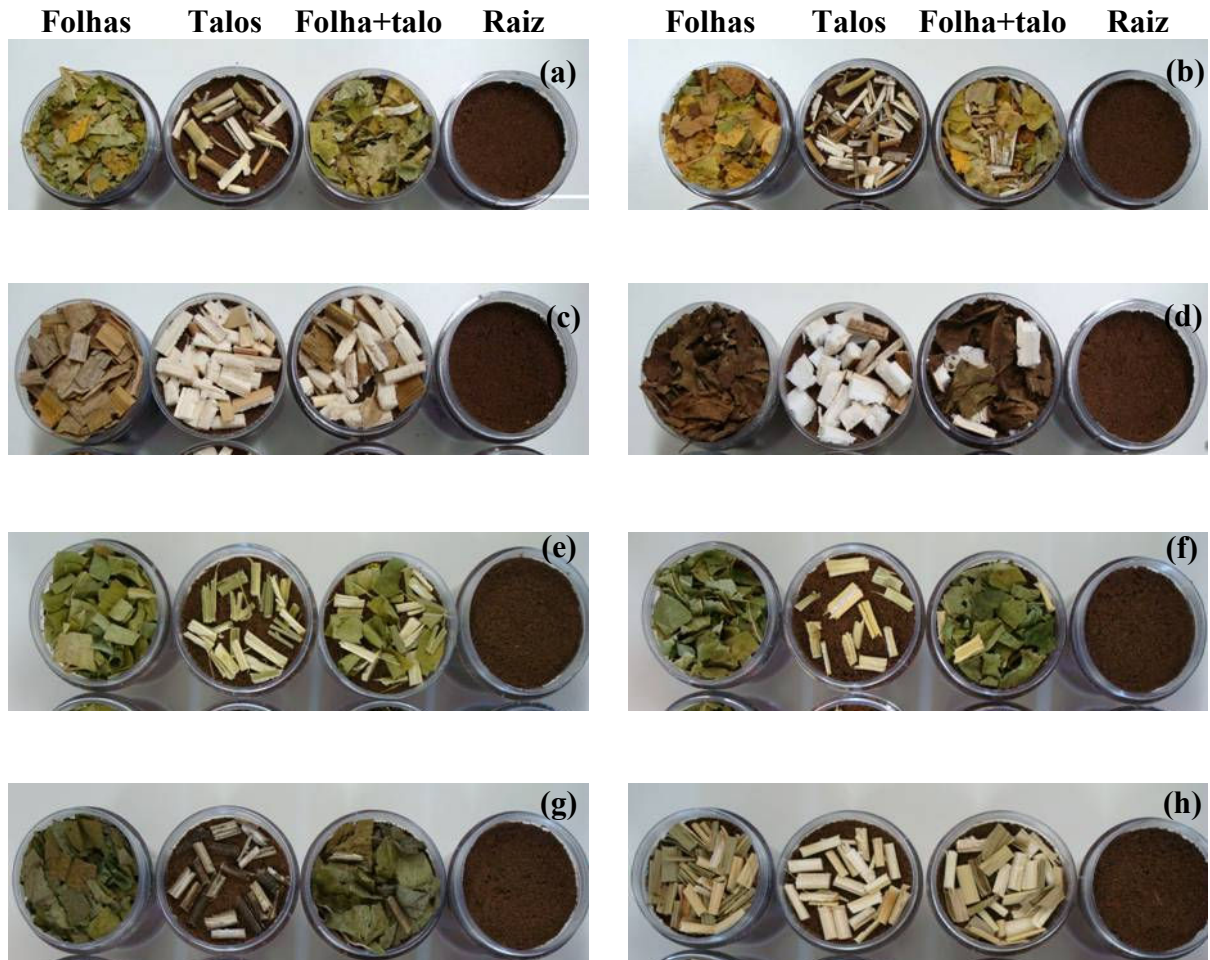 Folhas Talos Folha+talo Raiz
Folhas Talos Folha+talo Raiz
(a)
(b)
(c)
(d)
(e)
(f)
(g)
(h)